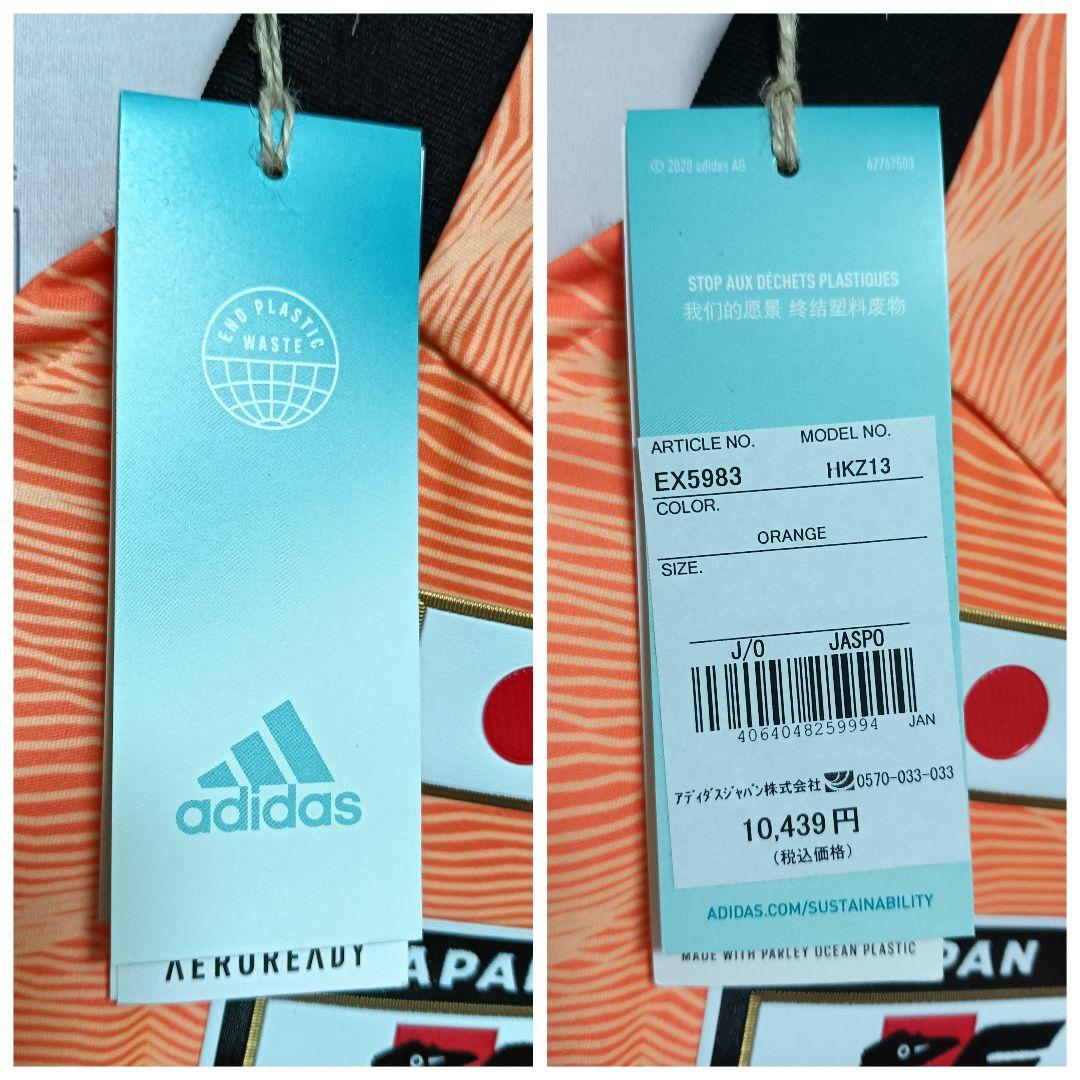 END PLASTIC
WASTE
adidas
AEROREADY
APAN
© 2020 adidas AG
67767503
STOP AUX DÉCHETS PLASTIQUES
我们的愿景 终结塑料废物
ARTICLE NO. MODEL NO.
EX5983 HKZ13
COLOR.
ORANGE
SIZE.
J/O JASPO
4064048259994 JAN
アディダスジャパン株式会社 0570-033-033
10,439円
(税込価格)
ADIDAS.COM/SUSTAINABILITY
MADE WITH PARLEY OCEAN PLASTIC
PAN